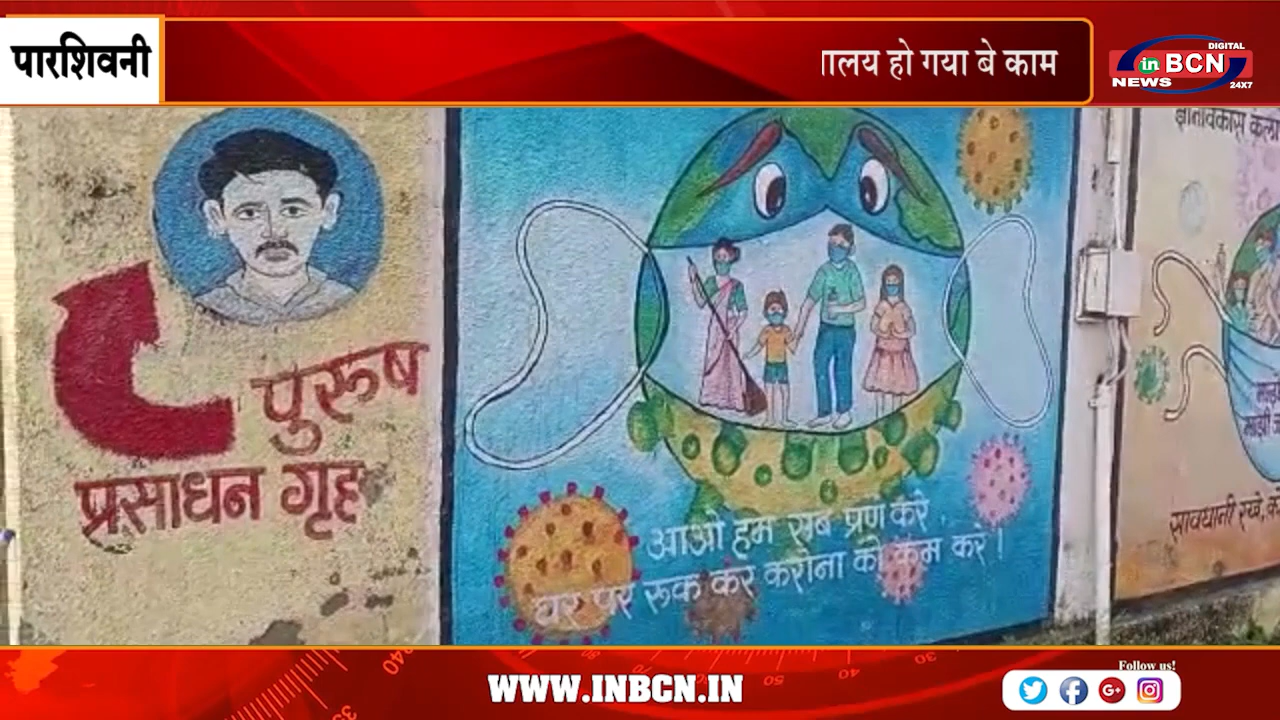 पारशिवनी
ालय हो गया बे काम
DIGITAL
in BCN
NEWS
24X7
पुरूष
प्रसाधन गृह
आओ हम सब प्रण करे
घर पर रूक कर करोना को कम करे !
सावधानी रखे,
WWW.INBCN.IN
Follow us!